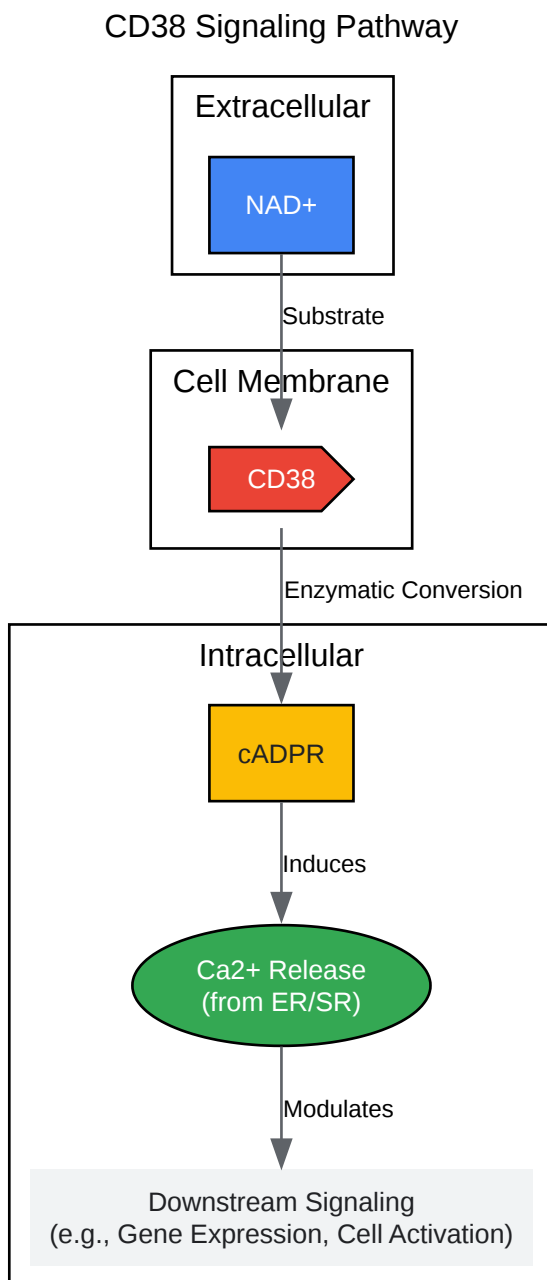 CD38 Signaling Pathway
Extracellular
NAD+
Substrate
Cell Membrane
CD38
Enzymatic Conversion
Intracellular
cADPR
Induces
Ca2+ Release
(from ER/SR)
Modulates
Downstream Signaling
(e.g., Gene Expression, Cell Activation)